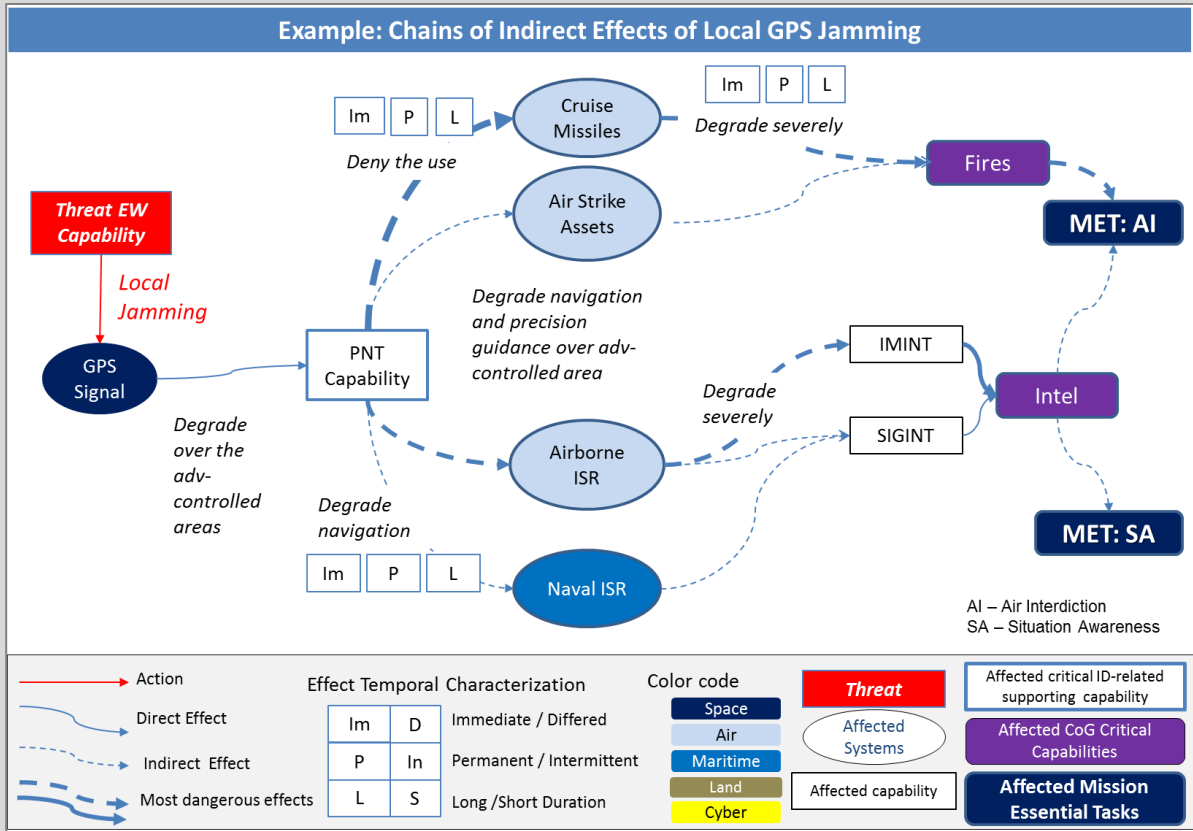 Example: Chains of Indirect Effects of Local GPS Jamming
Im
P
L
Deny the use
Cruise
Missiles
Im
P
L
Degrade severely
Fires
Threat EW
Capability
Air Strike
Assets
MET: AI
Local
Jamming
Degrade navigation
and precision
guidance over adv-
controlled area
GPS
Signal
PNT
Capability
IMINT
Degrade
severely
Intel
Degrade
over the
adv-
controlled
areas
SIGINT
Airborne
ISR
Degrade
navigation
MET: SA
Im
P
L
Naval ISR
AI – Air Interdiction
SA – Situation Awareness
Action
Direct Effect
Indirect Effect
Most dangerous effects
Effect Temporal Characterization
Im D Immediate / Differed
P In Permanent / Intermittent
L S Long /Short Duration
Color code
Space
Air
Maritime
Land
Cyber
Threat
Affected
Systems
Affected capability
Affected critical ID-related
supporting capability
Affected CoG Critical
Capabilities
Affected Mission
Essential Tasks